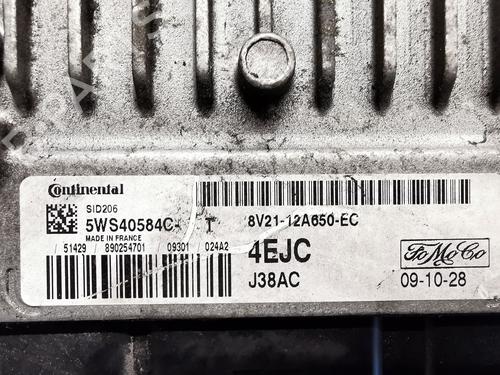 Continental
SID206
5WS40584C- T
8V21-12A650-EC
MADE IN FRANCE
4EJC
/ 51429 / 890254701 / 09301 024A2
J38AC
FoMoCo
09-10-28